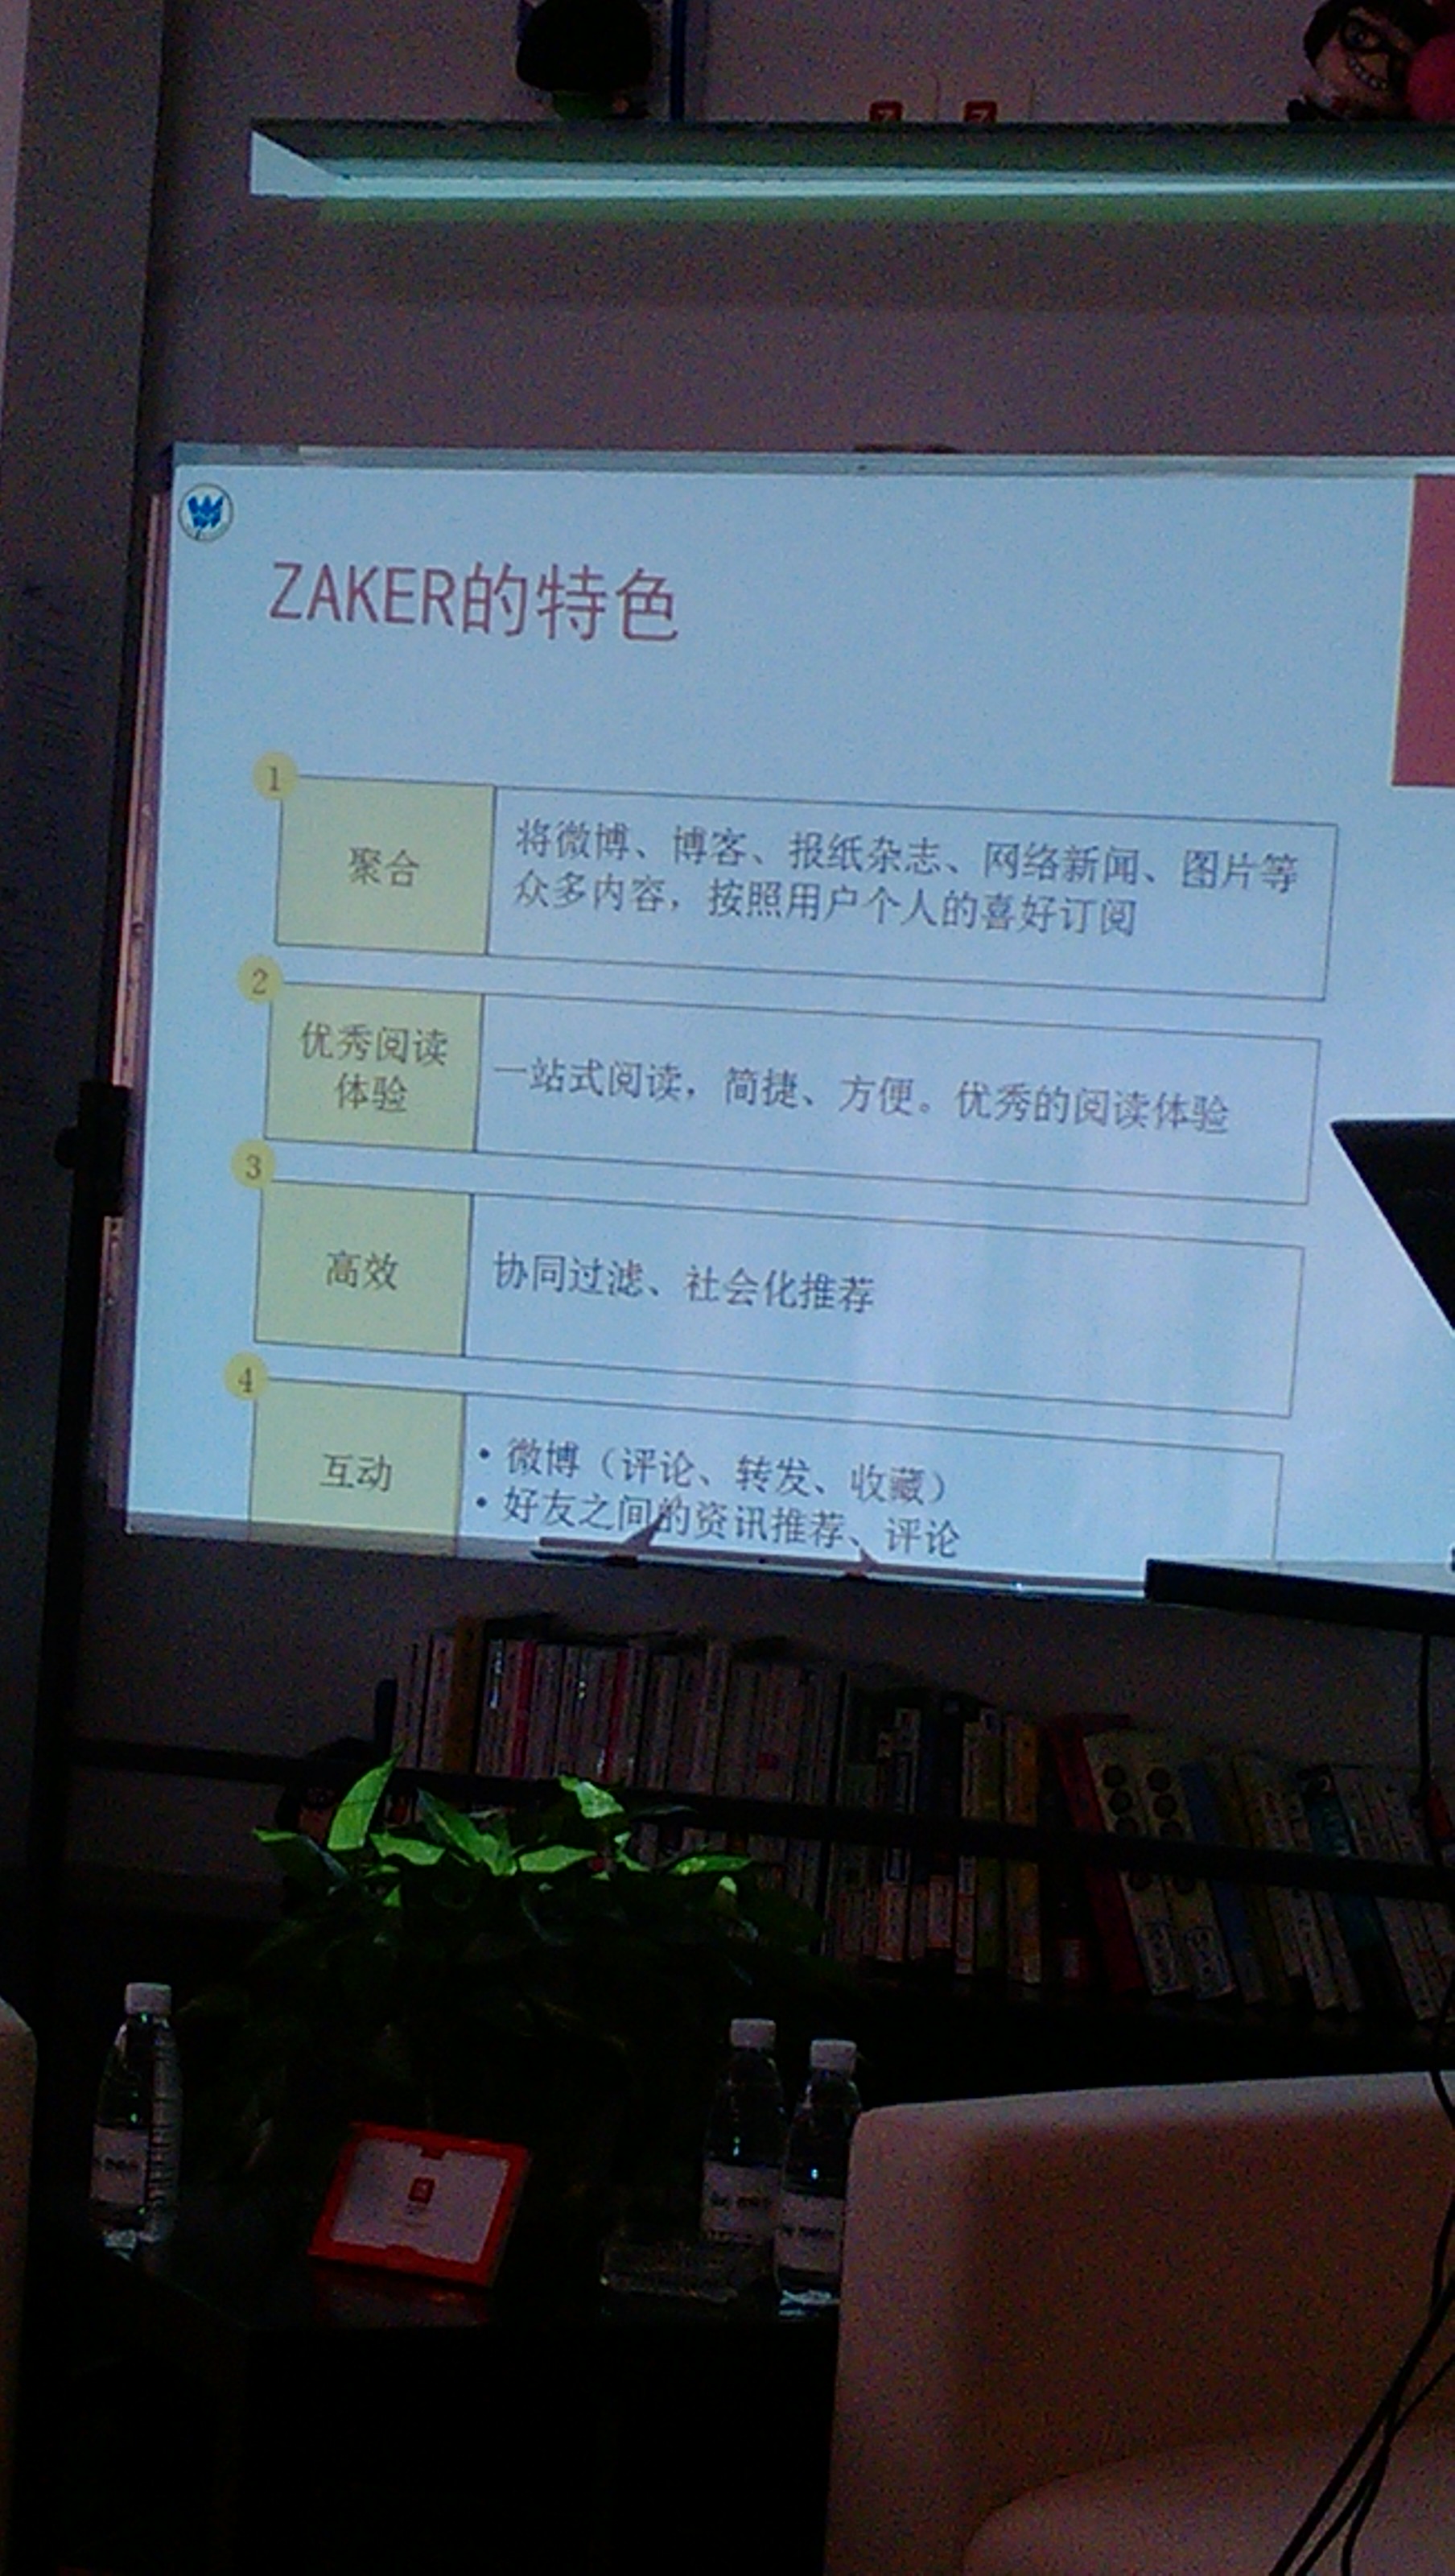 ZAKER的特色
1
聚合
将微博、博客、报纸杂志、网络新闻、图片等
众多内容，按照用户个人的喜好订阅
2
优秀阅读
体验
一站式阅读，简捷、方便。优秀的阅读体验
3
高效
协同过滤、社会化推荐
4
互动
• 微博（评论、转发、收藏）
• 好友之间的资讯推荐、评论